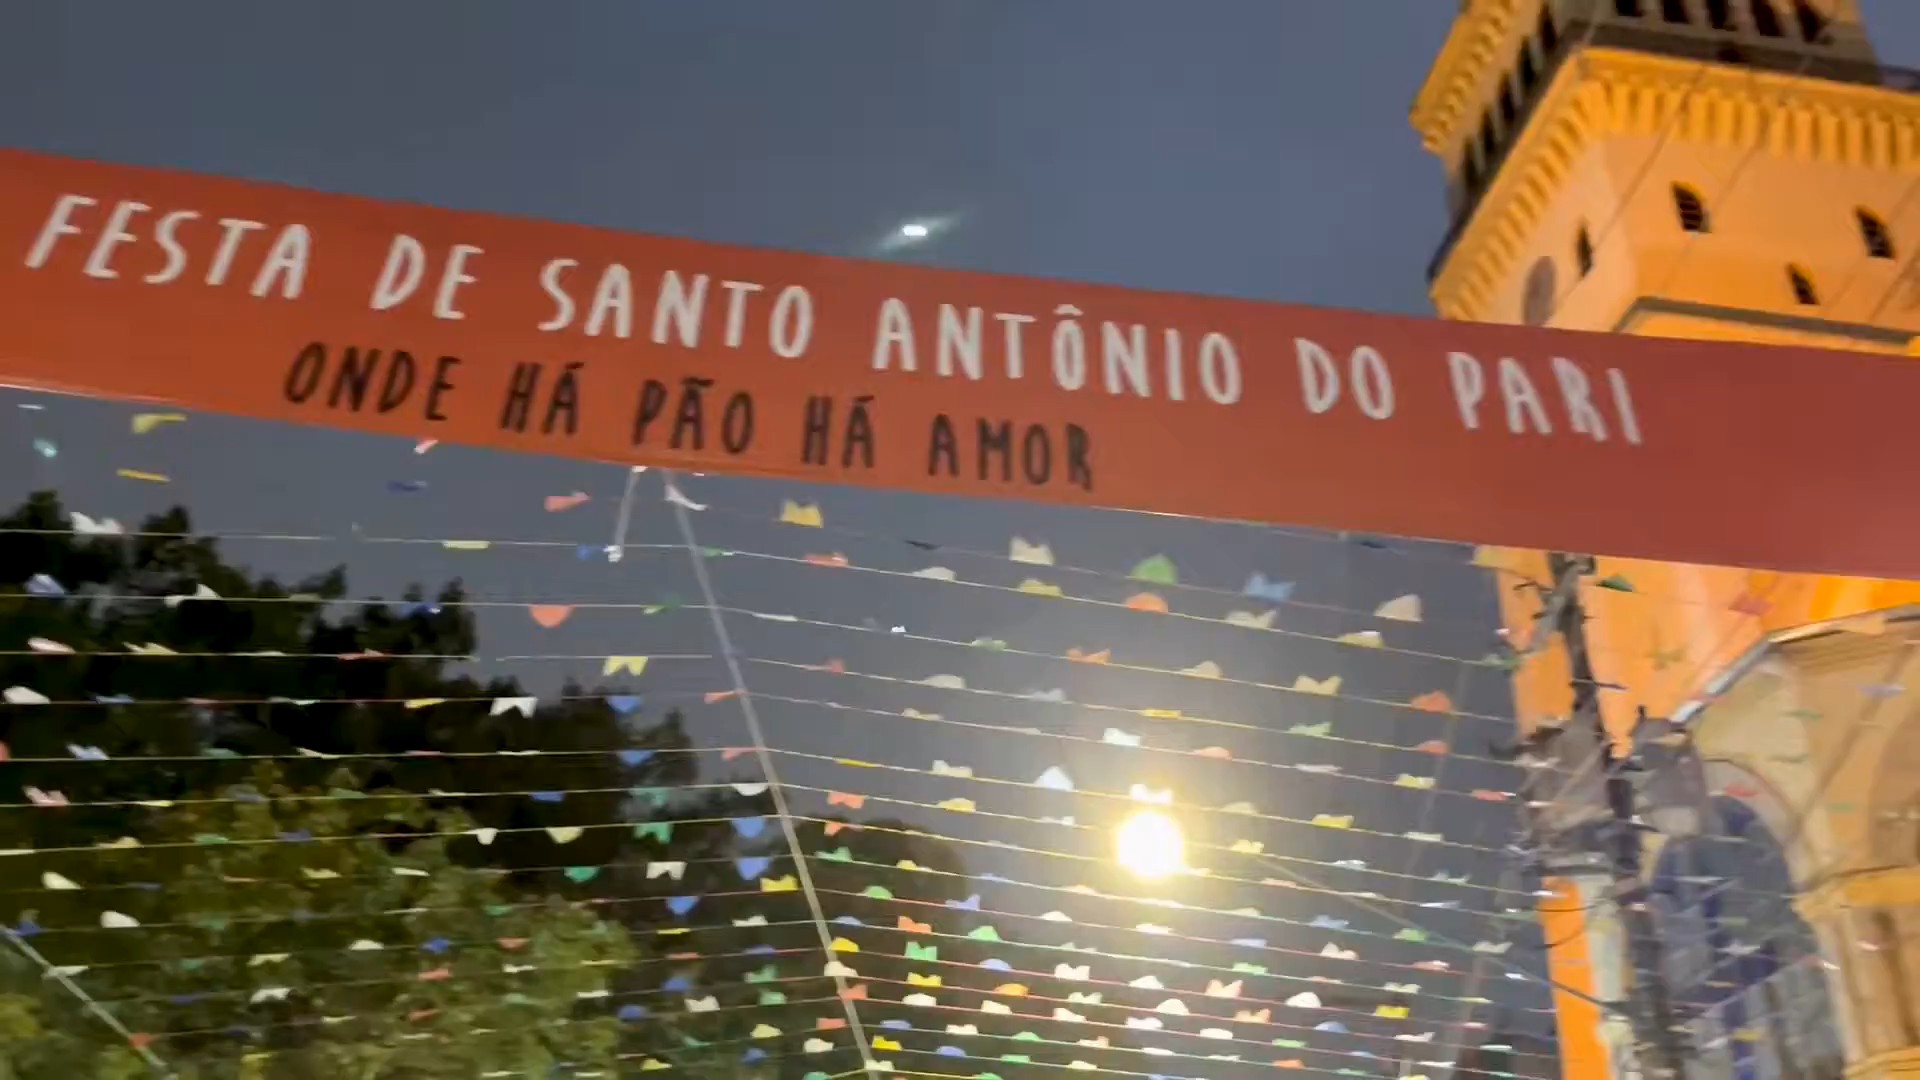 FESTA DE SANTO ANTÔNIO DO PARI
ONDE HÁ PÃO HÁ AMOR